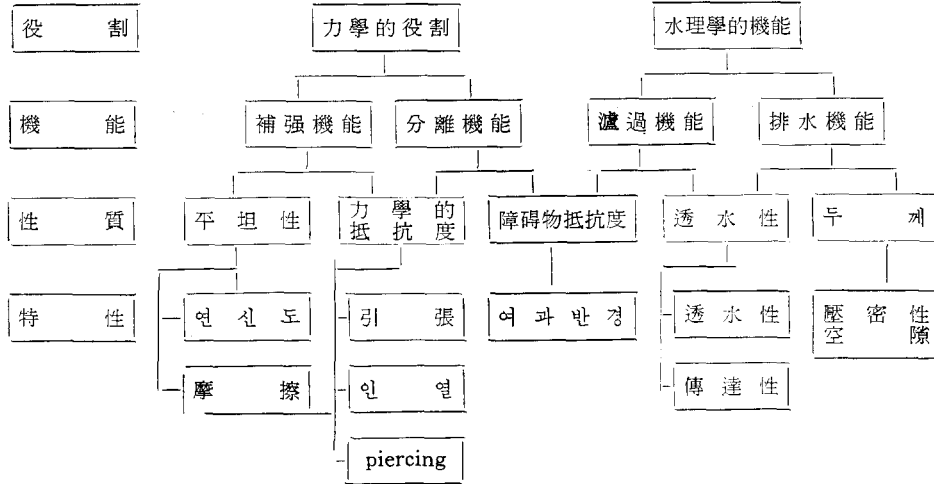 役 割 力學的役割 水理學的機能
機 能 補强機能 分離機能 濾過機能 排水機能
性 質 平坦性 力學的 障碍物抵抗度 透水性 두께
抵抗度
特 性 연신도 引張 여과반경 透水性 壓密性
空隙
摩擦 인열 傳達性
piercing